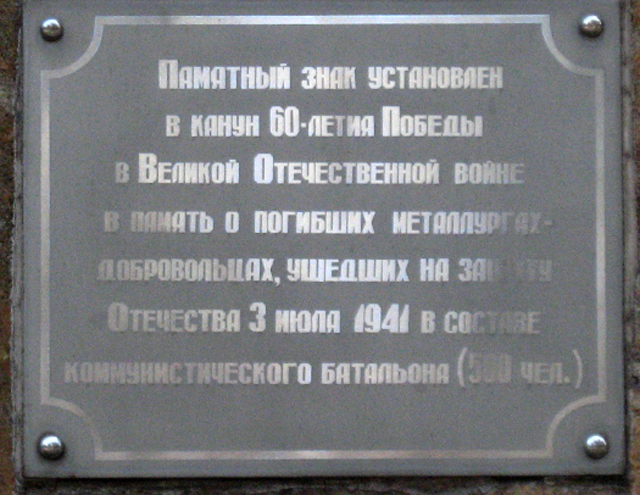 Памятный знак установлен
в канун 60-летия Победы
в Великой Отечественной войне
в память о погибших металлургах-
добровольцах, ушедших на защиту
Отечества 3 июля 1941 в составе
коммунистического батальона ( чел.)